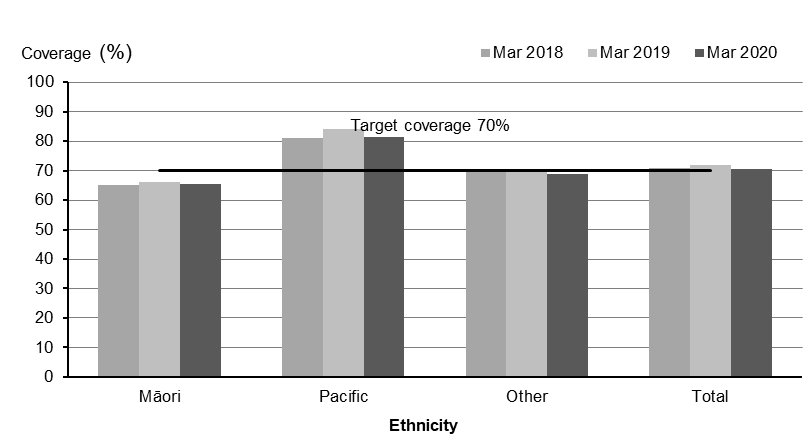 Coverage (%)
Mar 2018 Mar 2019 Mar 2020
Target coverage 70%
100
90
80
70
60
50
40
30
20
10
0
Māori Pacific Other Total
Ethnicity